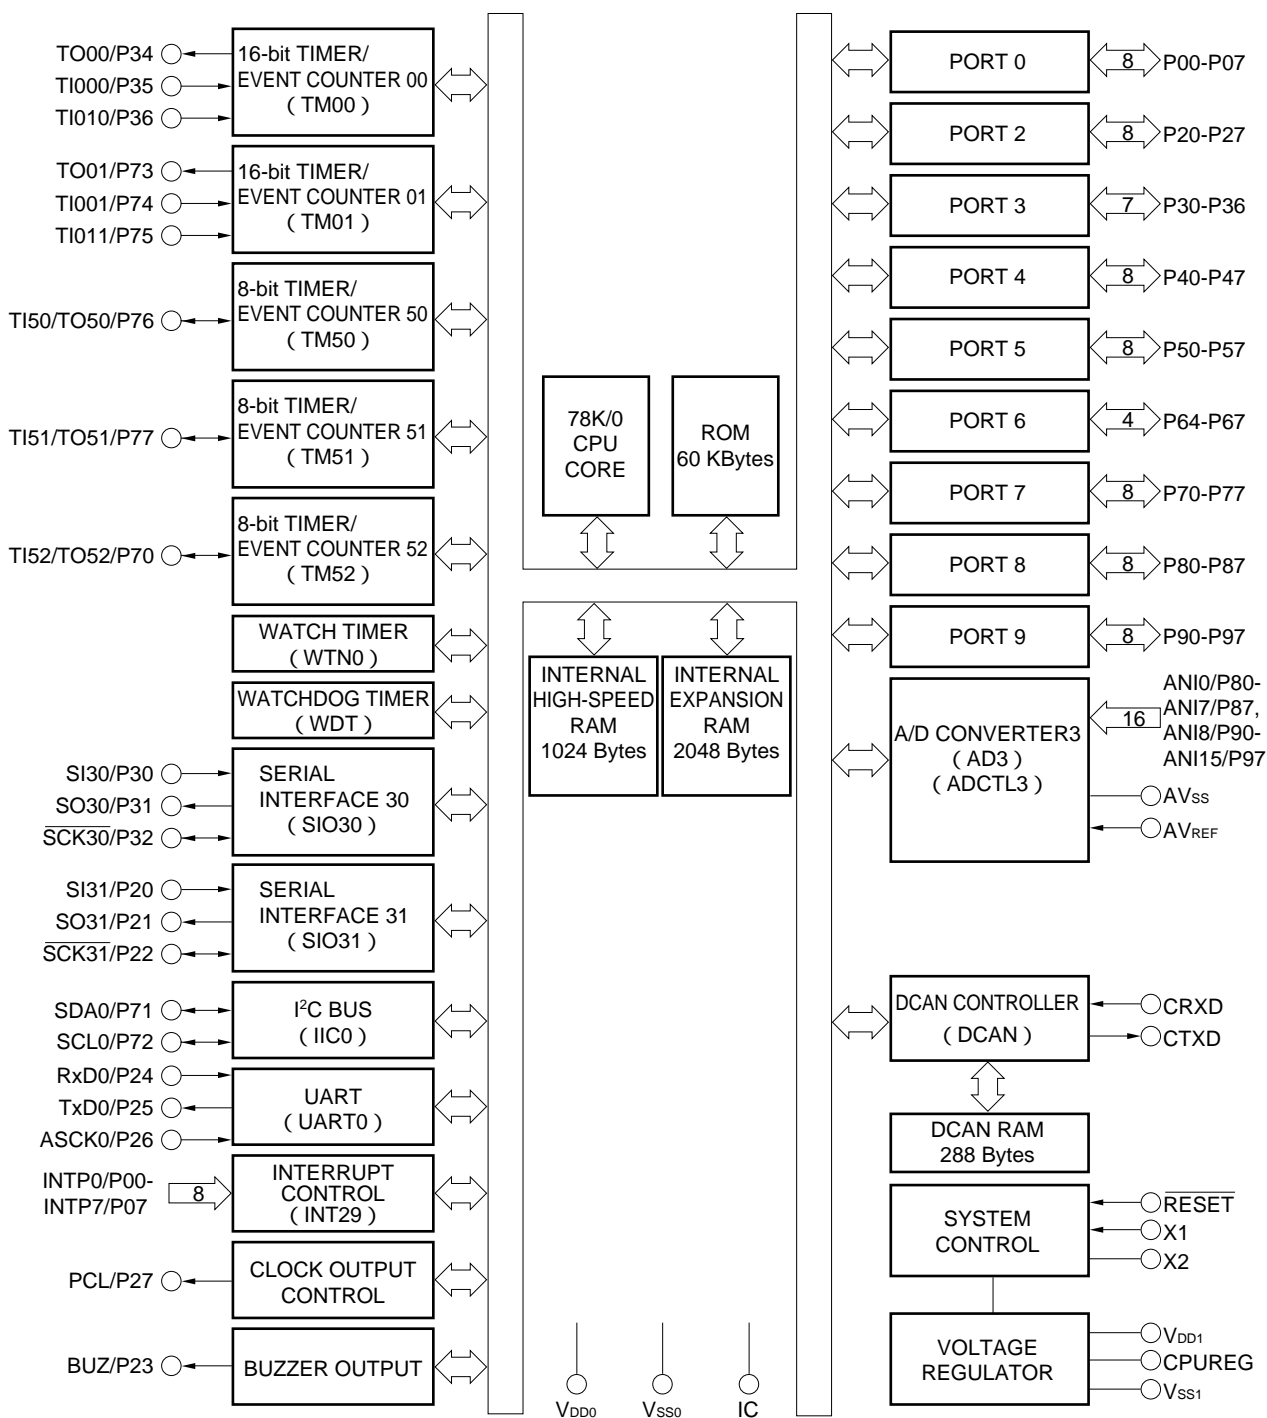 TO00/P34
TI000/P35
TI010/P36
16-bit TIMER/
EVENT COUNTER 00
( TM00 )
TO01/P73
TI001/P74
TI011/P75
16-bit TIMER/
EVENT COUNTER 01
( TM01 )
TI50/TO50/P76
8-bit TIMER/
EVENT COUNTER 50
( TM50 )
TI51/TO51/P77
8-bit TIMER/
EVENT COUNTER 51
( TM51 )
TI52/TO52/P70
8-bit TIMER/
EVENT COUNTER 52
( TM52 )
WATCH TIMER
( WTN0 )
WATCHDOG TIMER
( WDT )
SI30/P30
SO30/P31
SCK30/P32
SERIAL
INTERFACE 30
( SIO30 )
SI31/P20
SO31/P21
SCK31/P22
SERIAL
INTERFACE 31
( SIO31 )
SDA0/P71
SCL0/P72
I²C BUS
( IIC0 )
RxD0/P24
TxD0/P25
ASCK0/P26
UART
( UART0 )
INTP0/P00-
INTP7/P07
8
INTERRUPT
CONTROL
( INT29 )
PCL/P27
CLOCK OUTPUT
CONTROL
BUZ/P23
BUZZER OUTPUT
78K/0
CPU
CORE
ROM
60 KBytes
INTERNAL
HIGH-SPEED
RAM
1024 Bytes
INTERNAL
EXPANSION
RAM
2048 Bytes
VDD0
VSS0
IC
PORT 0
8
P00-P07
PORT 2
8
P20-P27
PORT 3
7
P30-P36
PORT 4
8
P40-P47
PORT 5
8
P50-P57
PORT 6
4
P64-P67
PORT 7
8
P70-P77
PORT 8
8
P80-P87
PORT 9
8
P90-P97
A/D CONVERTER3
( AD3 )
( ADCTL3 )
16
ANI0/P80-
ANI7/P87,
ANI8/P90-
ANI15/P97
AVSS
AVREF
DCAN CONTROLLER
( DCAN )
CRXD
CTXD
DCAN RAM
288 Bytes
SYSTEM
CONTROL
RESET
X1
X2
VOLTAGE
REGULATOR
VDD1
CPUREG
VSS1